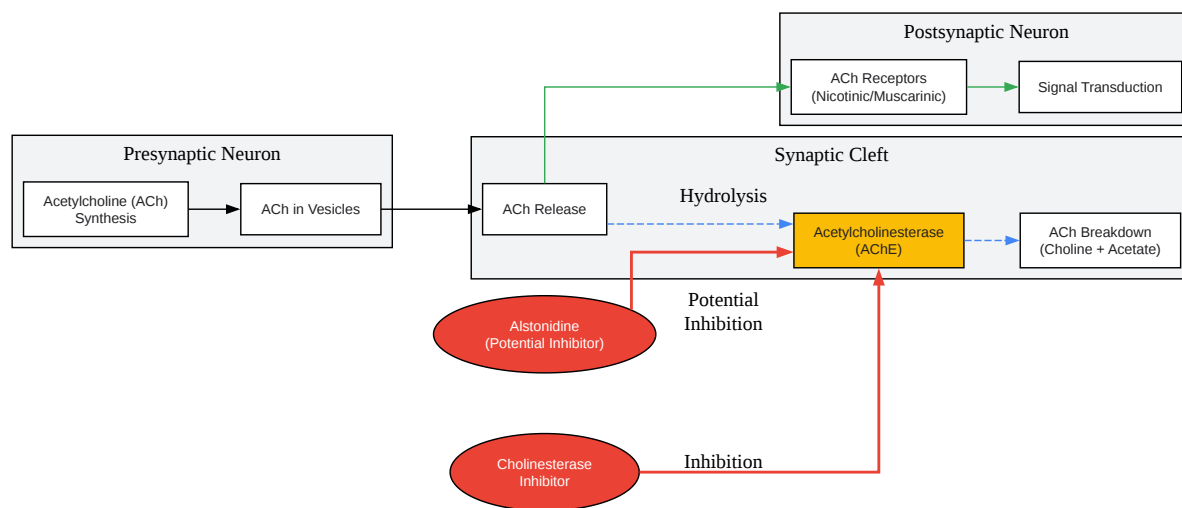 Postsynaptic Neuron
ACh Receptors
(Nicotinic/Muscarinic)
Signal Transduction
Presynaptic Neuron
Acetylcholine (ACh)
Synthesis
ACh in Vesicles
Synaptic Cleft
ACh Release
Hydrolysis
Acetylcholinesterase
(AChE)
ACh Breakdown
(Choline + Acetate)
Potential
Inhibition
Alstonidine
(Potential Inhibitor)
Cholinesterase
Inhibitor
Inhibition